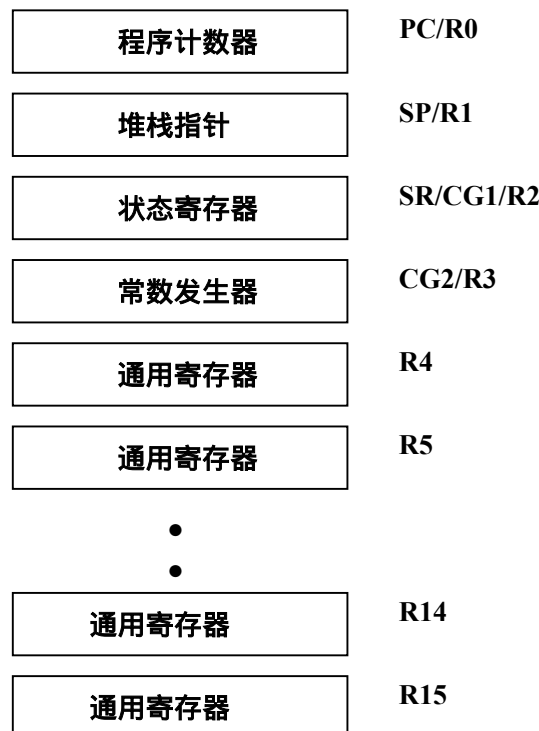 程序计数器 PC/R0
堆栈指针 SP/R1
状态寄存器 SR/CG1/R2
常数发生器 CG2/R3
通用寄存器 R4
通用寄存器 R5
通用寄存器 R14
通用寄存器 R15